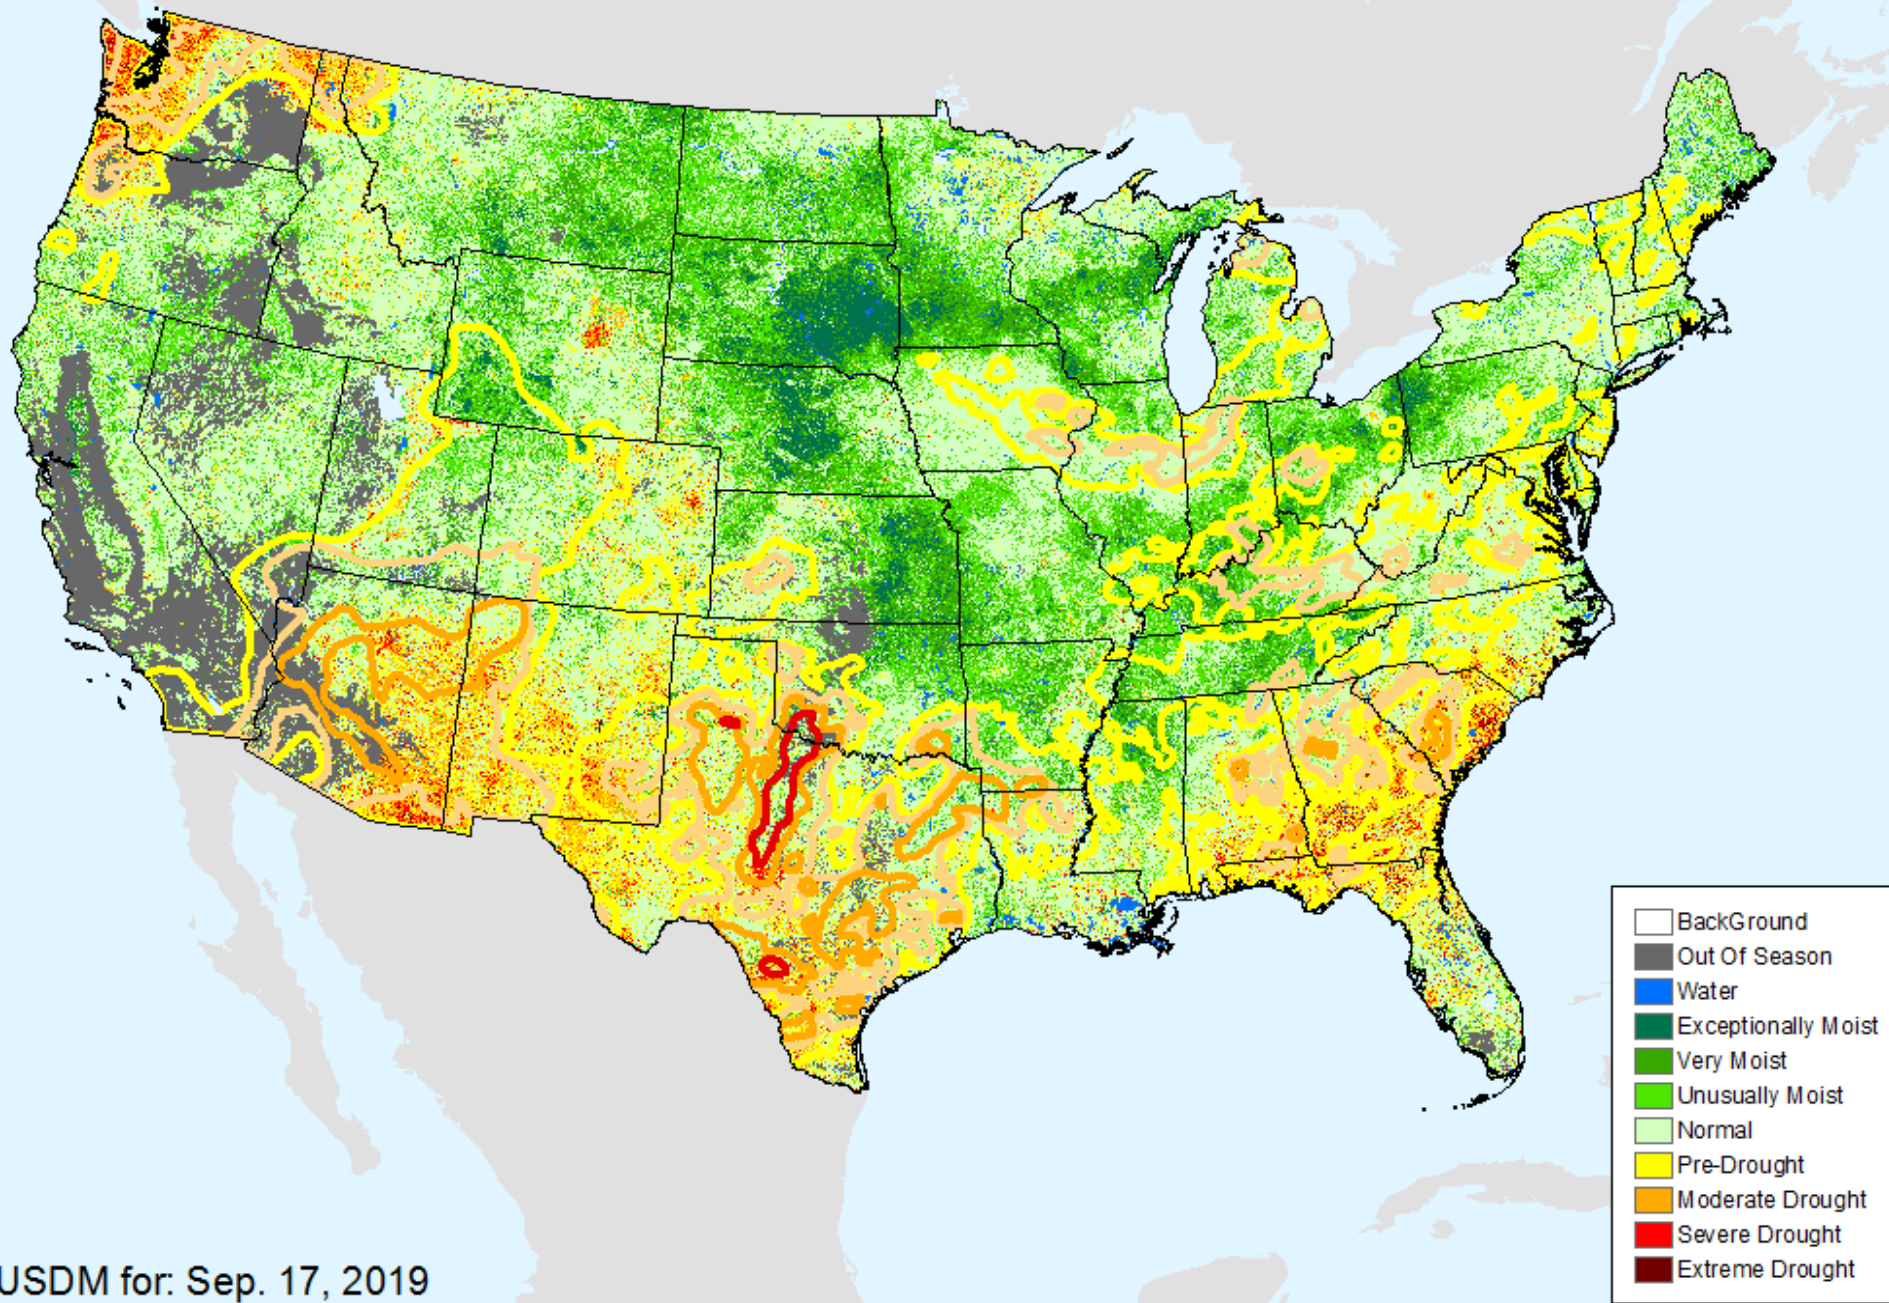 BackGround
Out Of Season
Water
Exceptionally Moist
Very Moist
Unusually Moist
Normal
Pre-Drought
Moderate Drought
Severe Drought
Extreme Drought
USDM for: Sep. 17, 2019